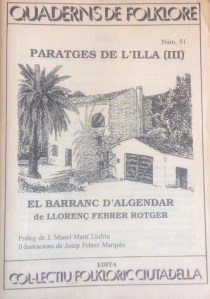 QUADERNS DE FOLKLORE
Núm. 51
PARATGES DE L'ILLA (III)
EL BARRANC D'ALGENDAR
de LLORENÇ FEBRER ROTGER
Pròleg de J. Manel Martí Llufriu
Il·lustracions de Josep Febrer Marquès
EDITA
COL·LECTIU FOLKLÒRIC CIUTADELLA